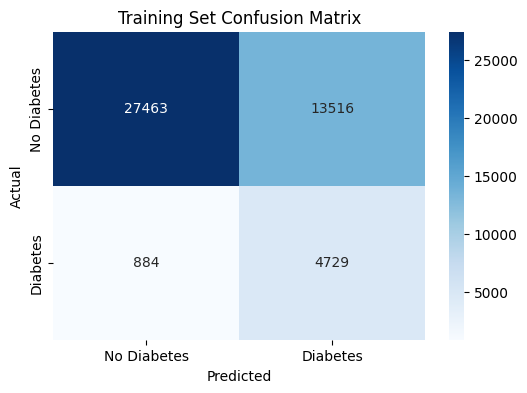 Training Set Confusion Matrix
No Diabetes
Diabetes
Actual
27463
13516
884
4729
No Diabetes
Diabetes
Predicted
25000
20000
15000
10000
5000